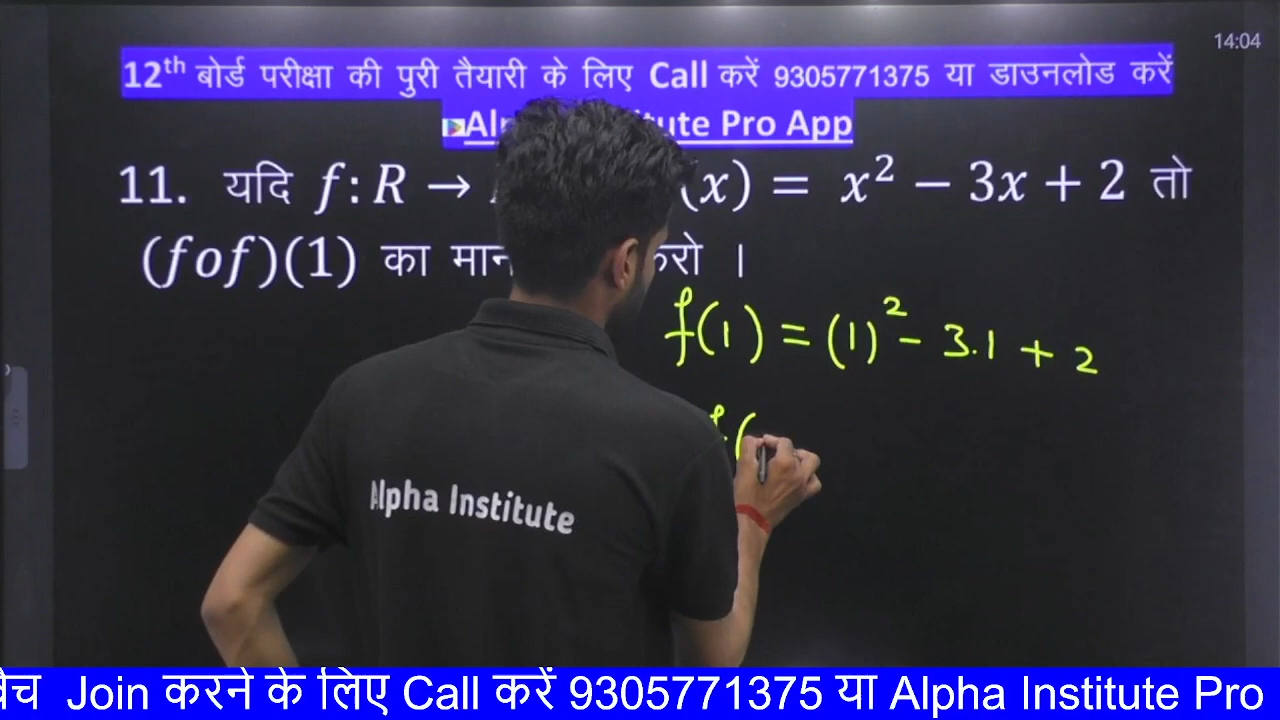 14:04
12th बोर्ड परीक्षा की पुरी तैयारी के लिए Call करें 9305771375 या डाउनलोड करें
Pro App
11. यदि f: R → (x) = x² − 3x + 2 तो
(fof)(1) का मान करो ।
f(1) = (1)² - 3.1 + 2
f(
Alpha Institute
Join करने के लिए Call करें 9305771375 या Alpha Institute Pro